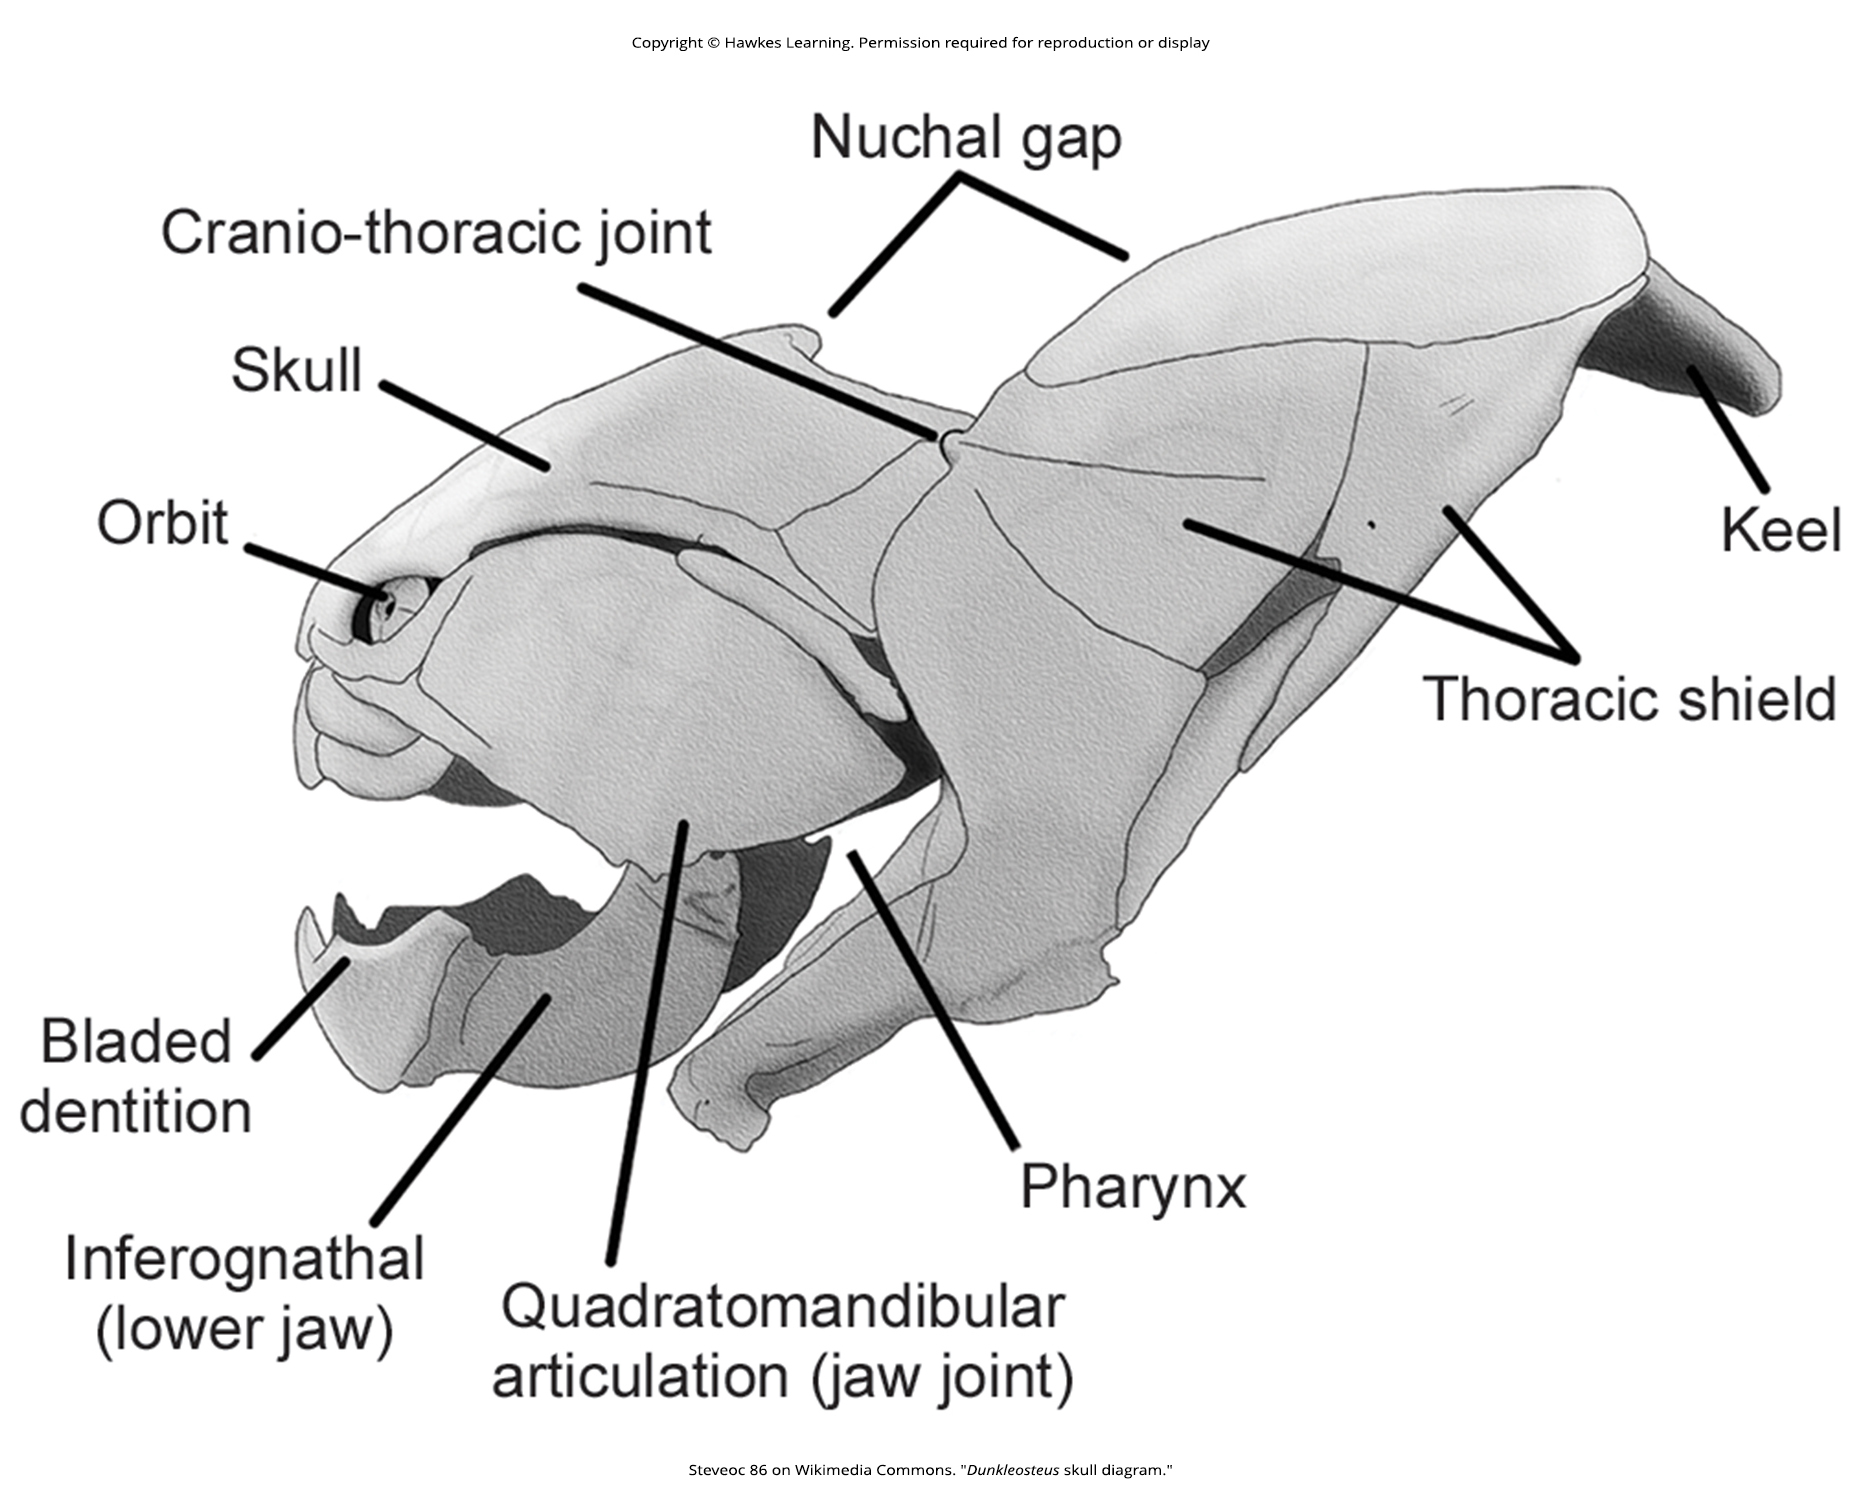 Copyright © Hawkes Learning. Permission required for reproduction or display
Nuchal gap
Cranio-thoracic joint
Skull
Orbit
Keel
Thoracic shield
Bladed
dentition
Pharynx
Inferognathal
(lower jaw)
Quadratomandibular
articulation (jaw joint)
Steveoc 86 on Wikimedia Commons. "Dunkleosteus skull diagram."